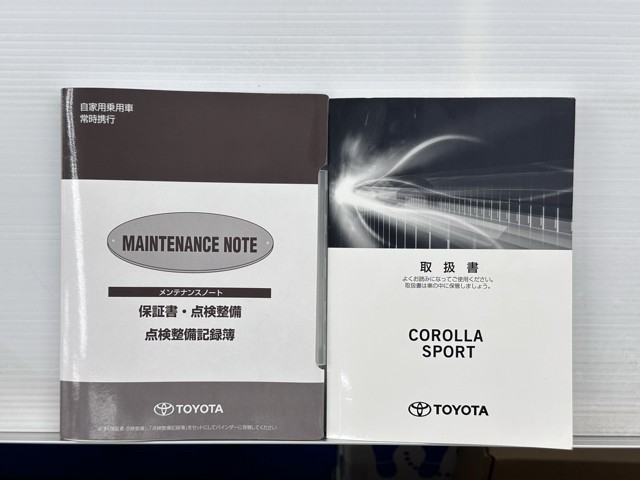 自家用乗用車
常時携行
MAINTENANCE NOTE
メンテナンスノート
保証書・点検整備
点検整備記録簿
TOYOTA
取扱書
よくお読みになってご使用ください。
取扱書は車の中に保管しましょう。
COROLLA
SPORT
TOYOTA